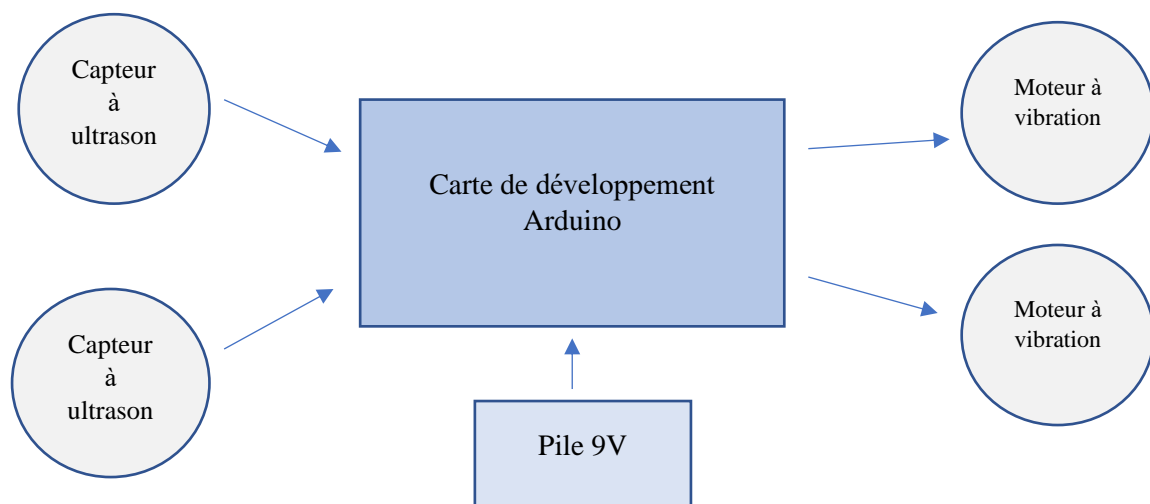 Capteur
à
ultrason
Moteur à
vibration
Carte de développement
Arduino
Capteur
à
ultrason
Moteur à
vibration
Pile 9V